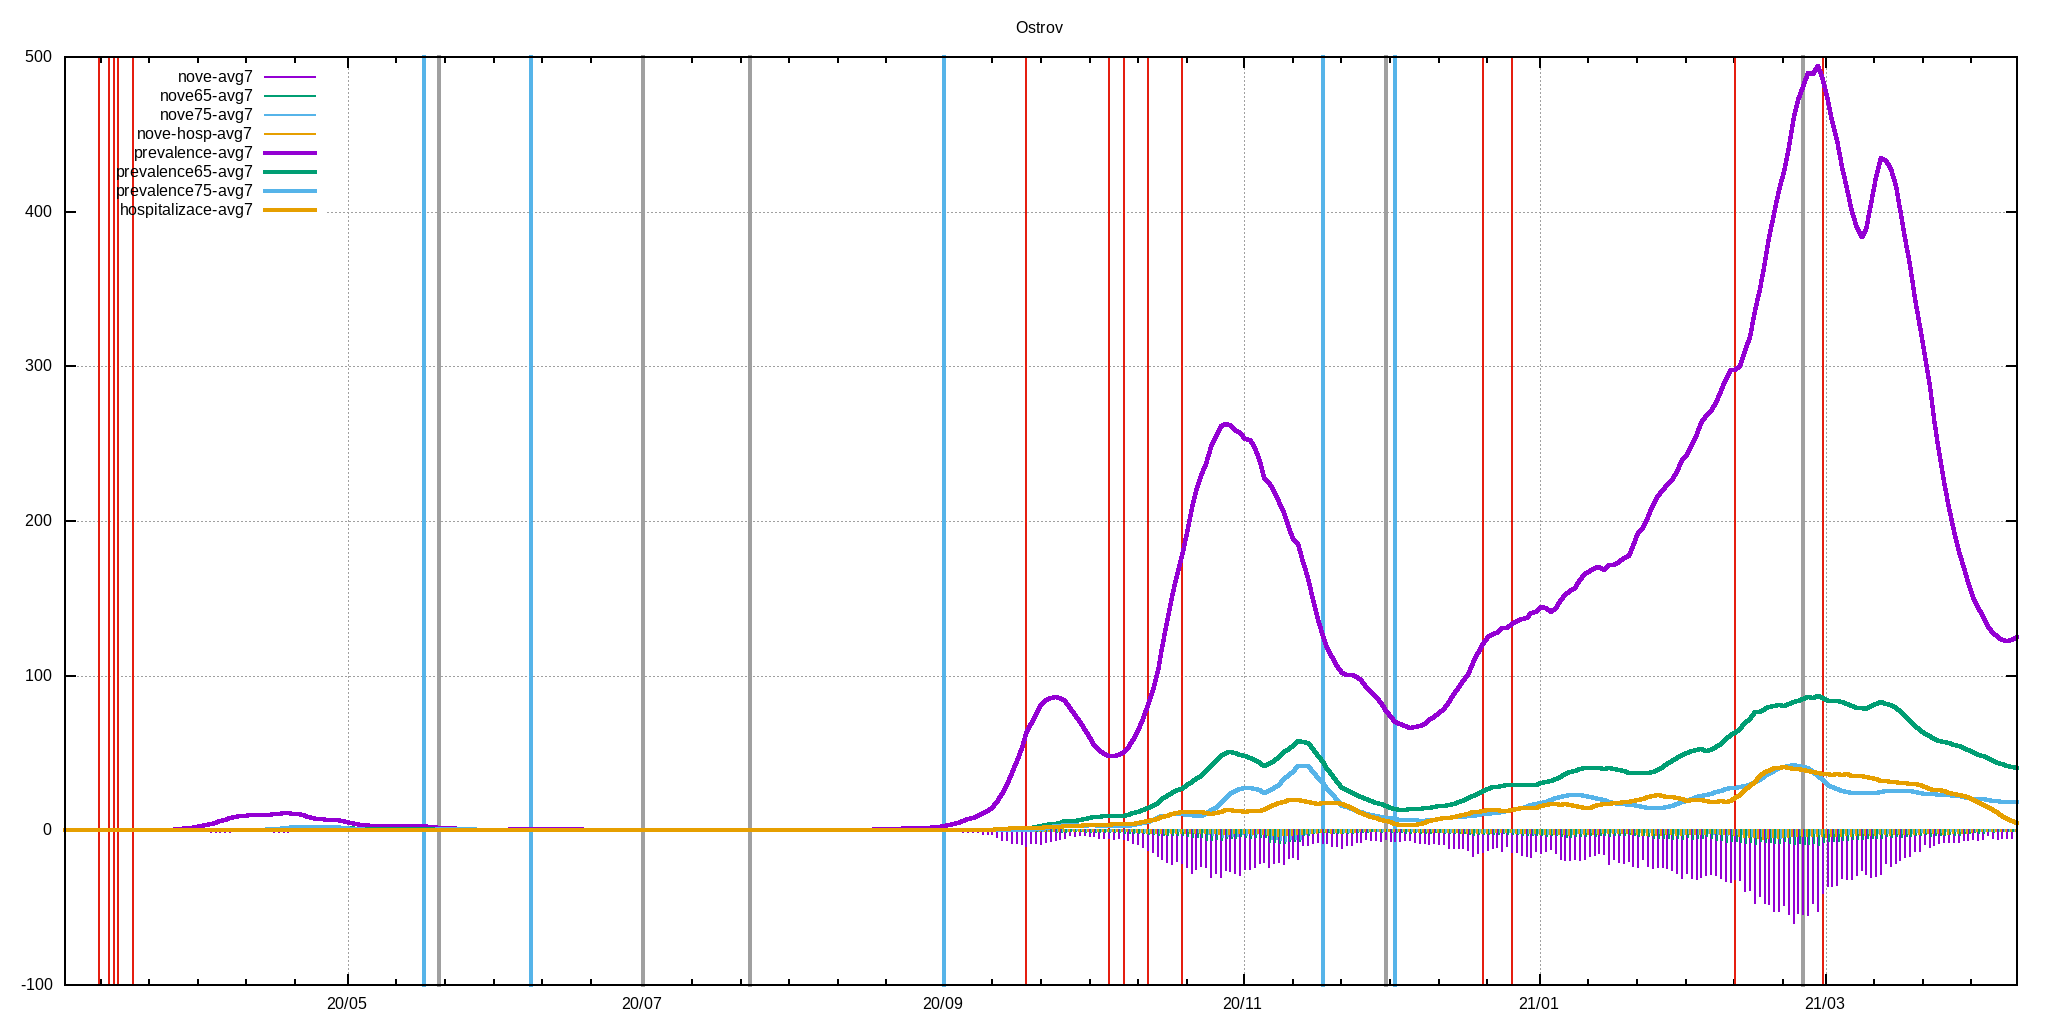 Ostrov
500
400
300
200
100
0
-100
nove-avg7
nove65-avg7
nove75-avg7
nove-hosp-avg7
prevalence-avg7
prevalence65-avg7
prevalence75-avg7
hospitalizace-avg7
20/05
20/07
20/09
20/11
21/01
21/03